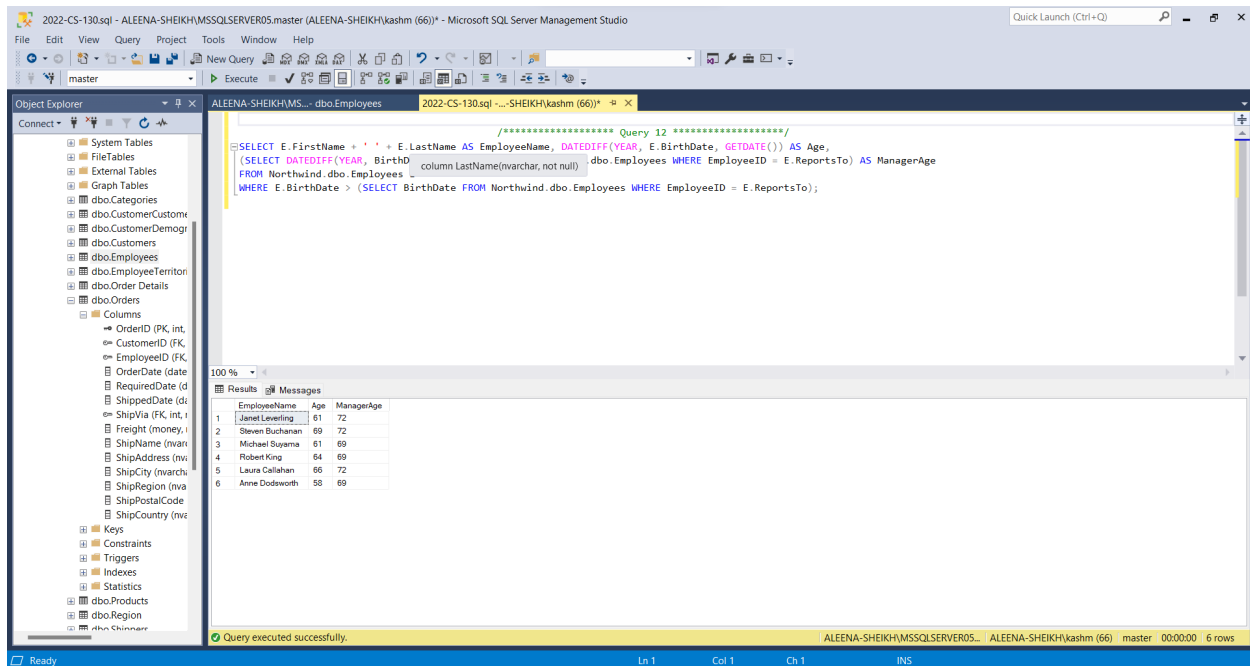 2022-CS-130.sql - ALEENA-SHEIKH\MSSQLSERVER05.master (ALEENA-SHEIKH\kashm (66))* - Microsoft SQL Server Management Studio
Quick Launch (Ctrl+Q)
File Edit View Query Project Tools Window Help
New Query
master
Execute
Object Explorer
Connect
System Tables
FileTables
External Tables
Graph Tables
dbo.Categories
dbo.CustomerCustome
dbo.CustomerDemogr
dbo.Customers
dbo.Employees
dbo.EmployeeTerritori
dbo.Order Details
dbo.Orders
Columns
OrderID (PK, int,
CustomerID (FK,
EmployeeID (FK,
OrderDate (date
RequiredDate (d
ShippedDate (da
ShipVia (FK, int, n
Freight (money,
ShipName (nvarc
ShipAddress (nva
ShipCity (nvarcha
ShipRegion (nva
ShipPostalCode
ShipCountry (nva
Keys
Constraints
Triggers
Indexes
Statistics
dbo.Products
dbo.Region
dbo.Shippers
ALEENA-SHEIKH\MS...- dbo.Employees
2022-CS-130.sql -...-SHEIKH\kashm (66))*
/******************* Query 12 *******************/
SELECT E.FirstName + ' ' + E.LastName AS EmployeeName, DATEDIFF(YEAR, E.BirthDate, GETDATE()) AS Age,
(SELECT DATEDIFF(YEAR, BirthD dbo.Employees WHERE EmployeeID = E.ReportsTo) AS ManagerAge
column LastName(nvarchar, not null)
FROM Northwind.dbo.Employees
WHERE E.BirthDate > (SELECT BirthDate FROM Northwind.dbo.Employees WHERE EmployeeID = E.ReportsTo);
100 %
Results Messages
EmployeeName Age ManagerAge
1 Janet Leverling 61 72
2 Steven Buchanan 69 72
3 Michael Suyama 61 69
4 Robert King 64 69
5 Laura Callahan 66 72
6 Anne Dodsworth 58 69
Query executed successfully.
ALEENA-SHEIKH\MSSQLSERVER05... ALEENA-SHEIKH\kashm (66) master 00:00:00 6 rows
Ready
Ln 1 Col 1 Ch 1 INS